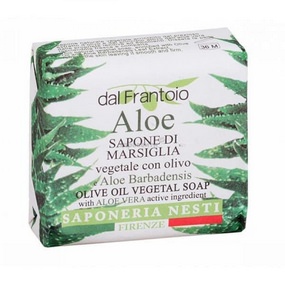 36 M
dal Frantoio
Aloe
SAPONE DI
MARSIGLIA
vegetale con olivo
Aloe Barbadensis
OLIVE OIL VEGETAL SOAP
with ALOE VERA active ingredient
SAPONERIA NESTI
FIRENZE